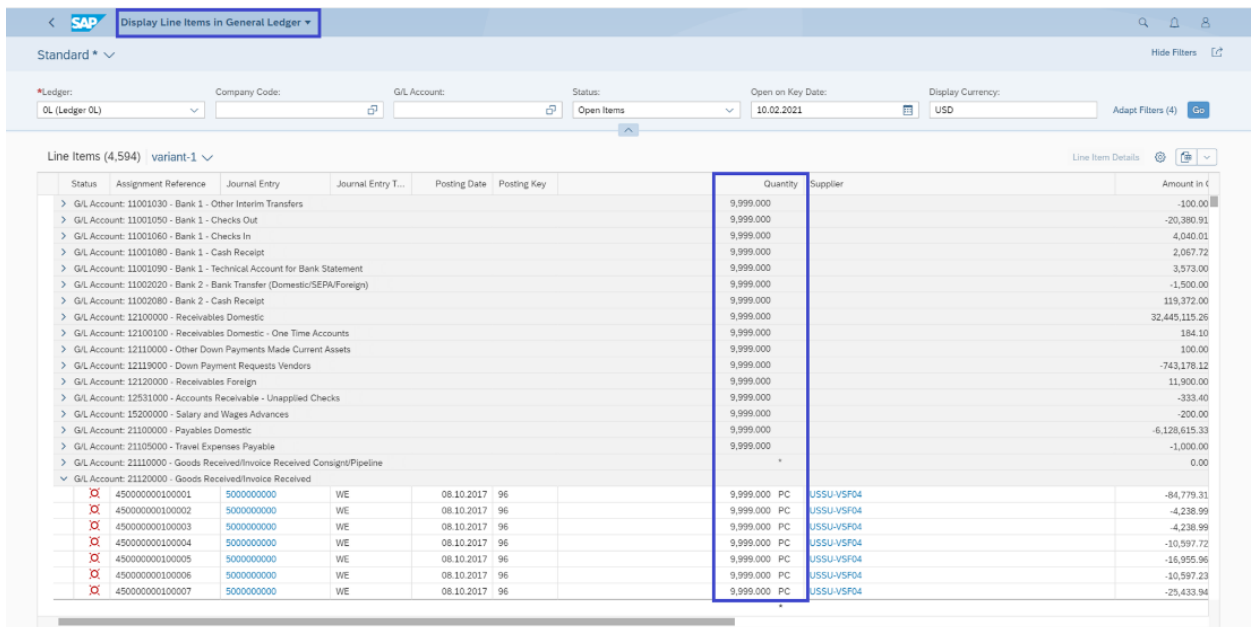 SAP Display Line Items in General Ledger
Standard *
Hide Filters
*Ledger: Company Code: G/L Account: Status: Open on Key Date: Display Currency:
0L (Ledger 0L) Open Items 10.02.2021 USD Adapt Filters (4) Go
Line Items (4,594) variant-1 Line Item Details
Status Assignment Reference Journal Entry Journal Entry T... Posting Date Posting Key Quantity Supplier Amount in
G/L Account: 11001030 - Bank 1 - Other Interim Transfers 9,999.000 -100.00
G/L Account: 11001050 - Bank 1 - Checks Out 9,999.000 -20,380.91
G/L Account: 11001060 - Bank 1 - Checks In 9,999.000 4,040.01
G/L Account: 11001080 - Bank 1 - Cash Receipt 9,999.000 2,067.72
G/L Account: 11001090 - Bank 1 - Technical Account for Bank Statement 9,999.000 3,573.00
G/L Account: 11002020 - Bank 2 - Bank Transfer (Domestic/SEPA/Foreign) 9,999.000 -1,500.00
G/L Account: 11002080 - Bank 2 - Cash Receipt 9,999.000 119,372.00
G/L Account: 12100000 - Receivables Domestic 9,999.000 32,445,115.26
G/L Account: 12100100 - Receivables Domestic - One Time Accounts 9,999.000 184.10
G/L Account: 12110000 - Other Down Payments Made Current Assets 9,999.000 100.00
G/L Account: 12119000 - Down Payment Requests Vendors 9,999.000 -743,178.12
G/L Account: 12120000 - Receivables Foreign 9,999.000 11,900.00
G/L Account: 12531000 - Accounts Receivable - Unapplied Checks 9,999.000 -333.40
G/L Account: 15200000 - Salary and Wages Advances 9,999.000 -200.00
G/L Account: 21100000 - Payables Domestic 9,999.000 -6,128,615.33
G/L Account: 21105000 - Travel Expenses Payable 9,999.000 -1,000.00
G/L Account: 21110000 - Goods Received/Invoice Received Consignt/Pipeline * 0.00
G/L Account: 21120000 - Goods Received/Invoice Received
450000000100001 5000000000 WE 08.10.2017 96 9,999.000 PC USSU-VSF04 -84,779.31
450000000100002 5000000000 WE 08.10.2017 96 9,999.000 PC USSU-VSF04 -4,238.99
450000000100003 5000000000 WE 08.10.2017 96 9,999.000 PC USSU-VSF04 -4,238.99
450000000100004 5000000000 WE 08.10.2017 96 9,999.000 PC USSU-VSF04 -10,597.72
450000000100005 5000000000 WE 08.10.2017 96 9,999.000 PC USSU-VSF04 -16,955.96
450000000100006 5000000000 WE 08.10.2017 96 9,999.000 PC USSU-VSF04 -10,597.23
450000000100007 5000000000 WE 08.10.2017 96 9,999.000 PC USSU-VSF04 -25,433.94
*